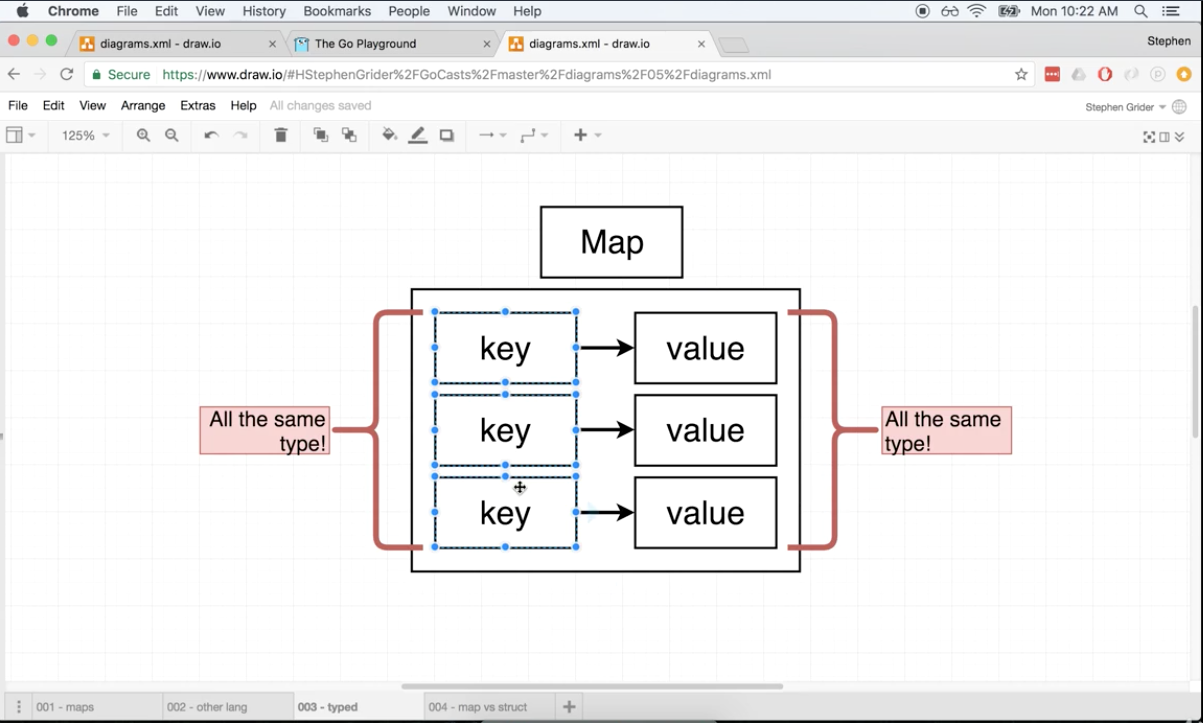 Chrome File Edit View History Bookmarks People Window Help Mon 10:22 AM
diagrams.xml - draw.io The Go Playground diagrams.xml - draw.io Stephen
Secure https://www.draw.io/#HStephenGrider%2FGoCasts%2Fmaster%2Fdiagrams%2F05%2Fdiagrams.xml
File Edit View Arrange Extras Help All changes saved Stephen Grider
125%
Map
key value
All the same
type!
key value
All the same
type!
key value
001 - maps 002 - other lang 003 - typed 004 - map vs struct